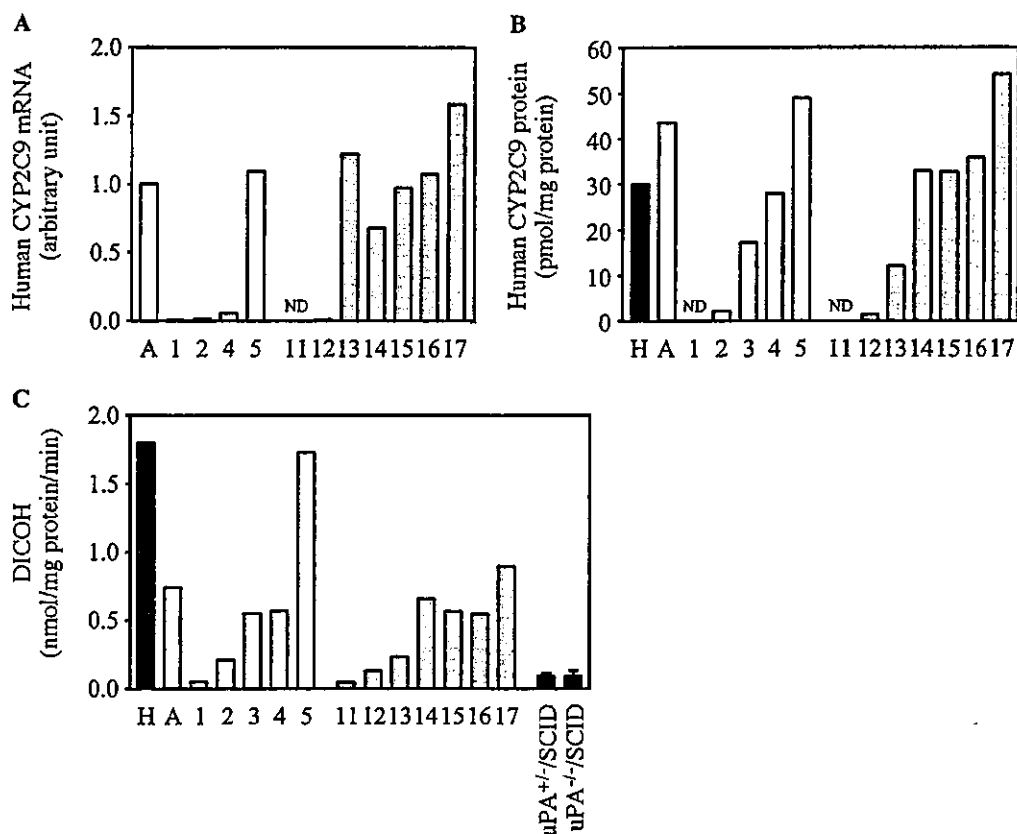 A
Human CYP2C9 mRNA
(arbitrary unit)
2.0
1.5
1.0
0.5
0.0
ND
A 1 2 4 5 11 12 13 14 15 16 17
B
Human CYP2C9 protein
(pmol/mg protein)
60
50
40
30
20
10
0
ND ND
H A 1 2 3 4 5 11 12 13 14 15 16 17
C
DICOH
(nmol/mg protein/min)
2.0
1.5
1.0
0.5
0.0
H A 1 2 3 4 5 11 12 13 14 15 16 17
uPA+/-/SCID
uPA-/-/SCID